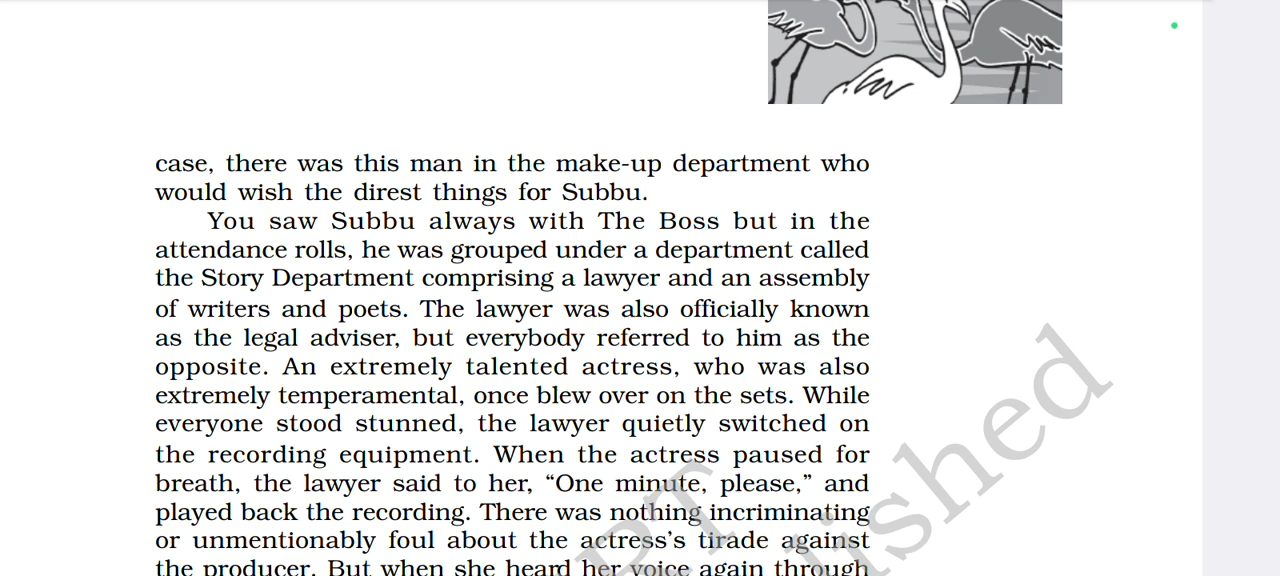 case, there was this man in the make-up department who
would wish the direst things for Subbu.
You saw Subbu always with The Boss but in the
attendance rolls, he was grouped under a department called
the Story Department comprising a lawyer and an assembly
of writers and poets. The lawyer was also officially known
as the legal adviser, but everybody referred to him as the
opposite. An extremely talented actress, who was also
extremely temperamental, once blew over on the sets. While
everyone stood stunned, the lawyer quietly switched on
the recording equipment. When the actress paused for
breath, the lawyer said to her, “One minute, please,” and
played back the recording. There was nothing incriminating
or unmentionably foul about the actress’s tirade against
the producer. But when she heard her voice again through